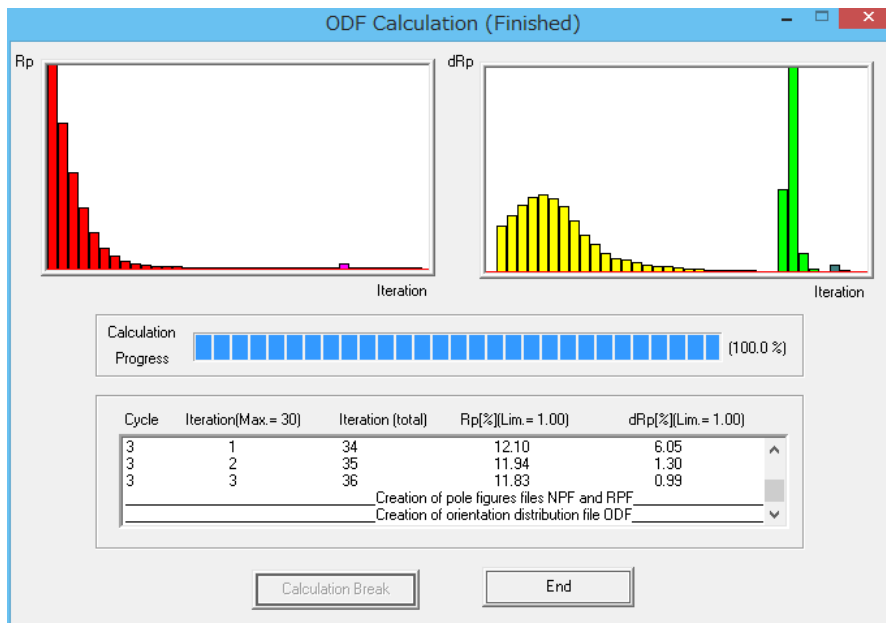 ODF Calculation (Finished)
Rp
dRp
Iteration
Iteration
Calculation
Progress
(100.0 %)
Cycle Iteration(Max.= 30) Iteration (total) Rp[%](Lim.= 1.00) dRp[%](Lim.= 1.00)
3 1 34 12.10 6.05
3 2 35 11.94 1.30
3 3 36 11.83 0.99
Creation of pole figures files NPF and RPF
Creation of orientation distribution file ODF
Calculation Break
End